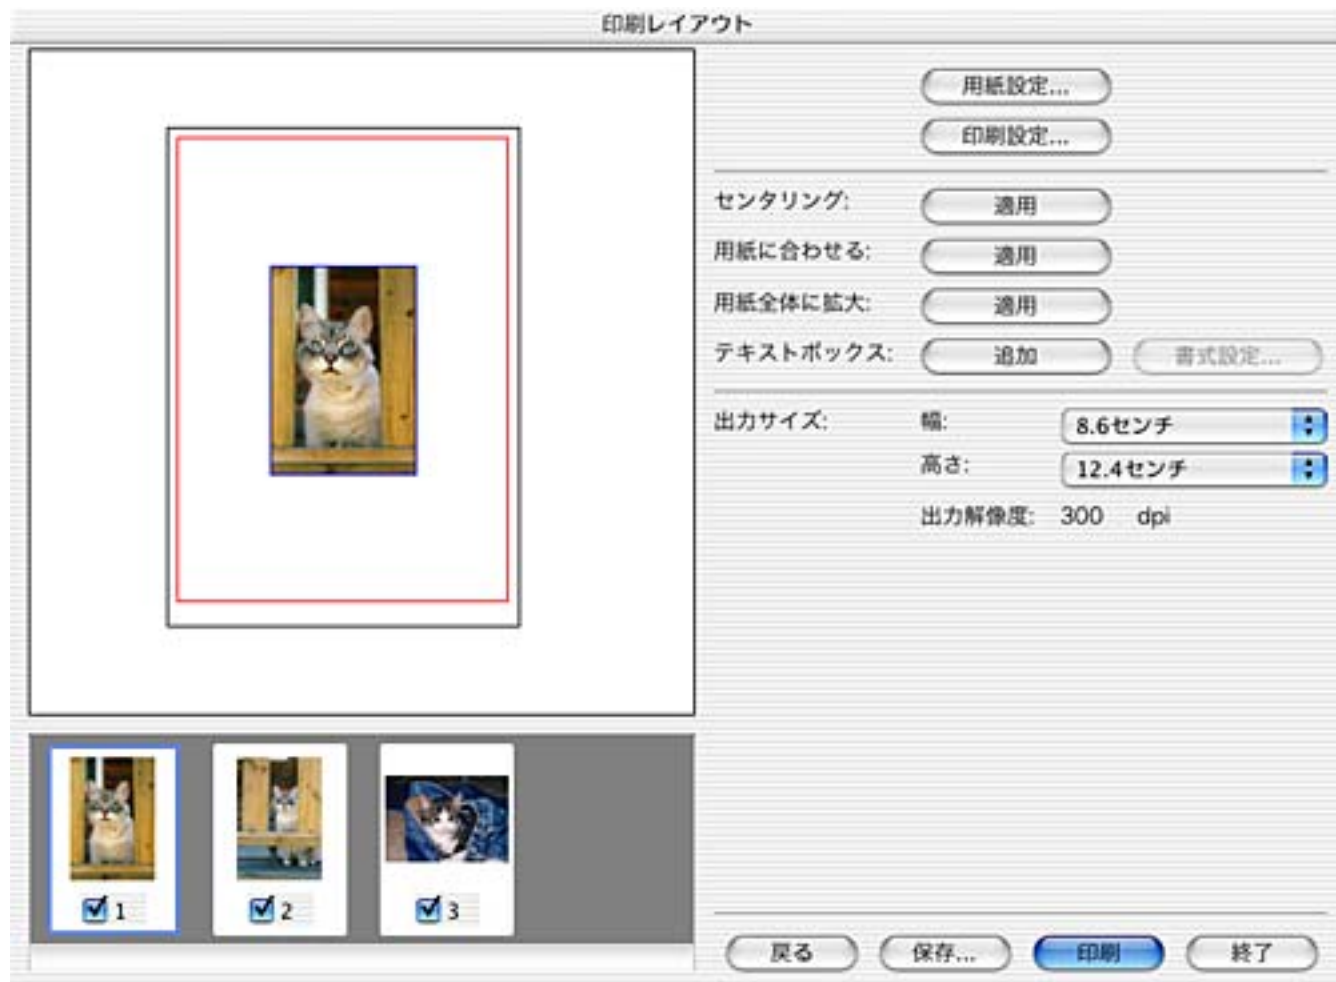 印刷レイアウト
用紙設定...
印刷設定...
センタリング: 適用
用紙に合わせる: 適用
用紙全体に拡大: 適用
テキストボックス: 追加 書式設定...
出力サイズ: 幅: 8.6センチ
高さ: 12.4センチ
出力解像度: 300 dpi
1 2 3
戻る 保存... 印刷 終了